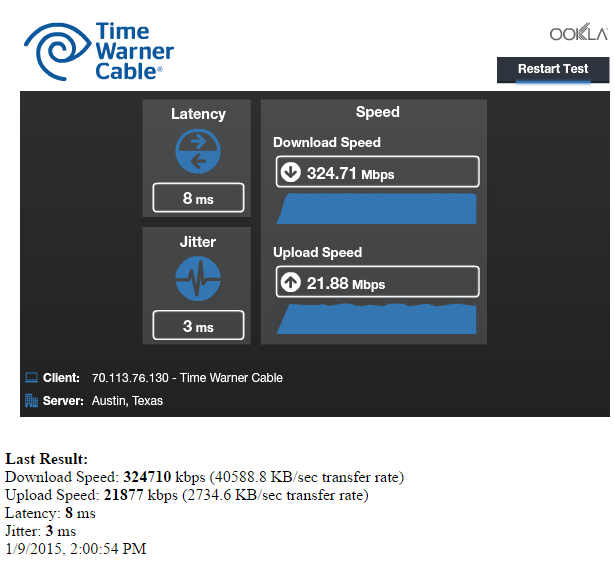 Time
Warner
Cable®
OOKLA
Restart Test
Latency
8 ms
Jitter
3 ms
Speed
Download Speed
324.71 Mbps
Upload Speed
21.88 Mbps
Client: 70.113.76.130 - Time Warner Cable
Server: Austin, Texas
Last Result:
Download Speed: 324710 kbps (40588.8 KB/sec transfer rate)
Upload Speed: 21877 kbps (2734.6 KB/sec transfer rate)
Latency: 8 ms
Jitter: 3 ms
1/9/2015, 2:00:54 PM